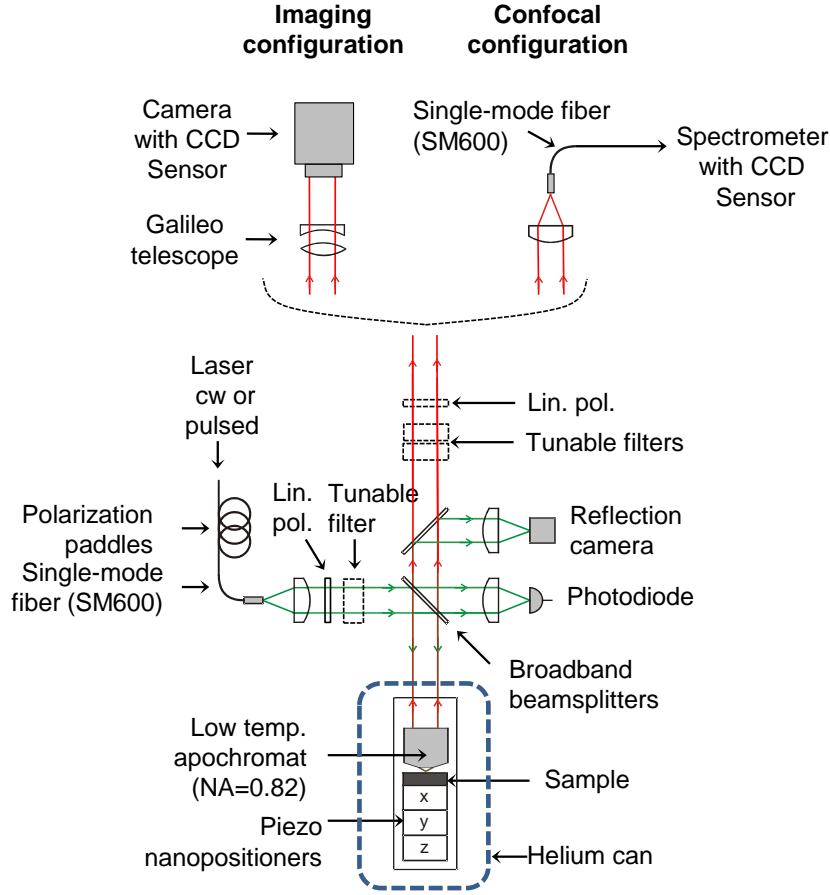 Imaging
configuration
Confocal
configuration
Camera
with CCD
Sensor
Single-mode fiber
(SM600)
Spectrometer
with CCD
Sensor
Galileo
telescope
Laser
cw or
pulsed
Lin. pol.
Tunable filters
Lin.
pol.
Tunable
filter
Polarization
paddles
Reflection
camera
Single-mode
fiber (SM600)
Photodiode
Broadband
beamsplitters
Low temp.
apochromat
(NA=0.82)
Sample
x
y
z
Piezo
nanopositioners
Helium can